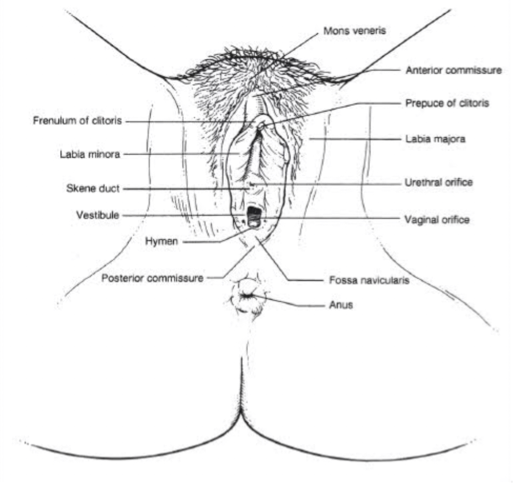 Mons veneris
Anterior commissure
Prepuce of clitoris
Frenulum of clitoris
Labia majora
Labia minora
Urethral orifice
Skene duct
Vestibule
Vaginal orifice
Hymen
Posterior commissure
Fossa navicularis
Anus